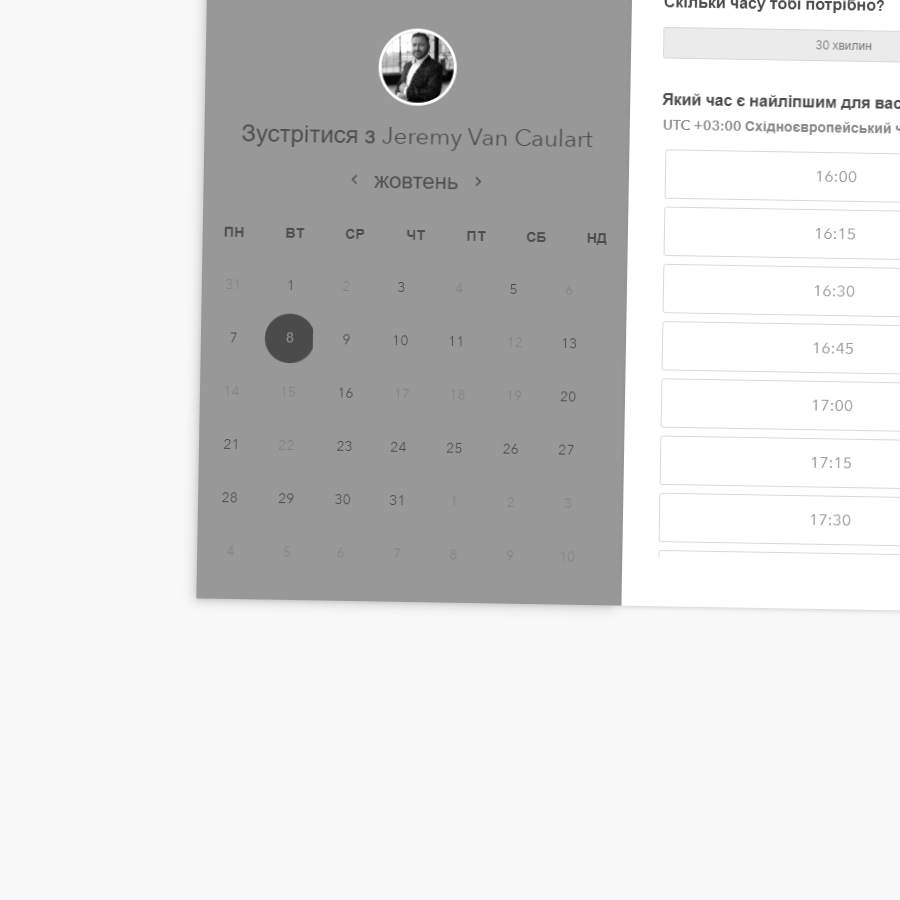 Зустрітися з Jeremy Van Caulart
жовтень
ПН ВТ СР ЧТ ПТ СБ НД
31 1 2 3 4 5 6
7 8 9 10 11 12 13
14 15 16 17 18 19 20
21 22 23 24 25 26 27
28 29 30 31 1 2 3
4 5 6 7 8 9 10
Скільки часу тобі потрібно?
30 хвилин
Який час є найліпшим для вас
UTC +03:00 Східноєвропейський
16:00
16:15
16:30
16:45
17:00
17:15
17:30